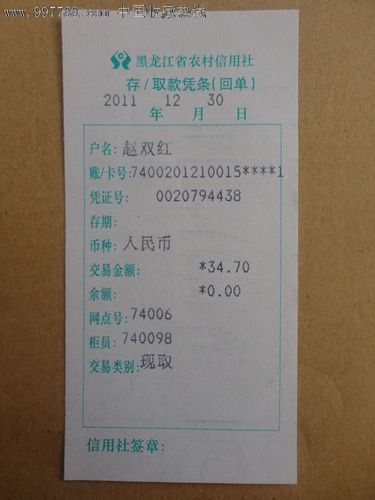 www.997788.com 中国收藏热线
黑龙江省农村信用社
存/取款凭条(回单)
2011 12 30
年 月 日
户名: 赵双红
账/卡号:7400201210015****1
凭证号: 0020794438
存期:
币种: 人民币
交易金额: *34.70
余额: *0.00
网点号: 74006
柜员: 740098
交易类别: 现取
信用社签章: